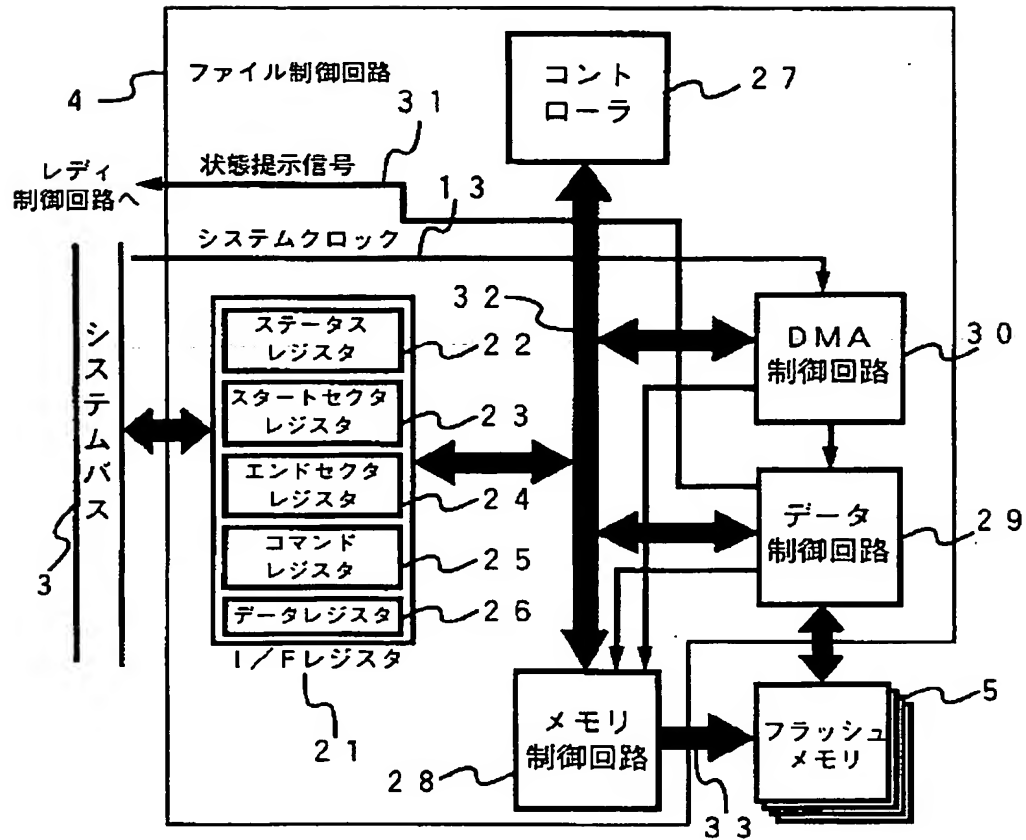 4
ファイル制御回路
コント
ローラ
27
31
レディ
制御回路へ
状態提示信号
13
システムクロック
32
システムバス
3
ステータス
レジスタ
22
スタートセクタ
レジスタ
23
エンドセクタ
レジスタ
24
コマンド
レジスタ
25
データレジスタ
26
I/Fレジスタ
21
DMA
制御回路
30
データ
制御回路
29
メモリ
制御回路
28
フラッシュ
メモリ
5
33